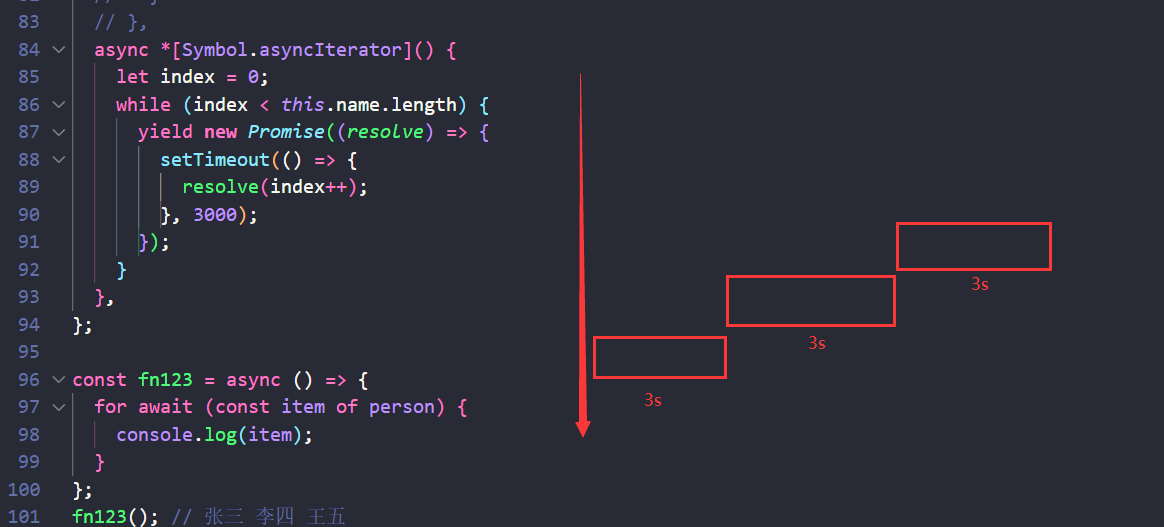 83 // },
84 async *[Symbol.asyncIterator]() {
85 let index = 0;
86 while (index < this.name.length) {
87 yield new Promise((resolve) => {
88 setTimeout(() => {
89 resolve(index++);
90 }, 3000);
91 });
92 }
93 },
94 };
95
96 const fn123 = async () => {
97 for await (const item of person) {
98 console.log(item);
99 }
100 };
101 fn123(); // 张三 李四 王五
3s
3s
3s